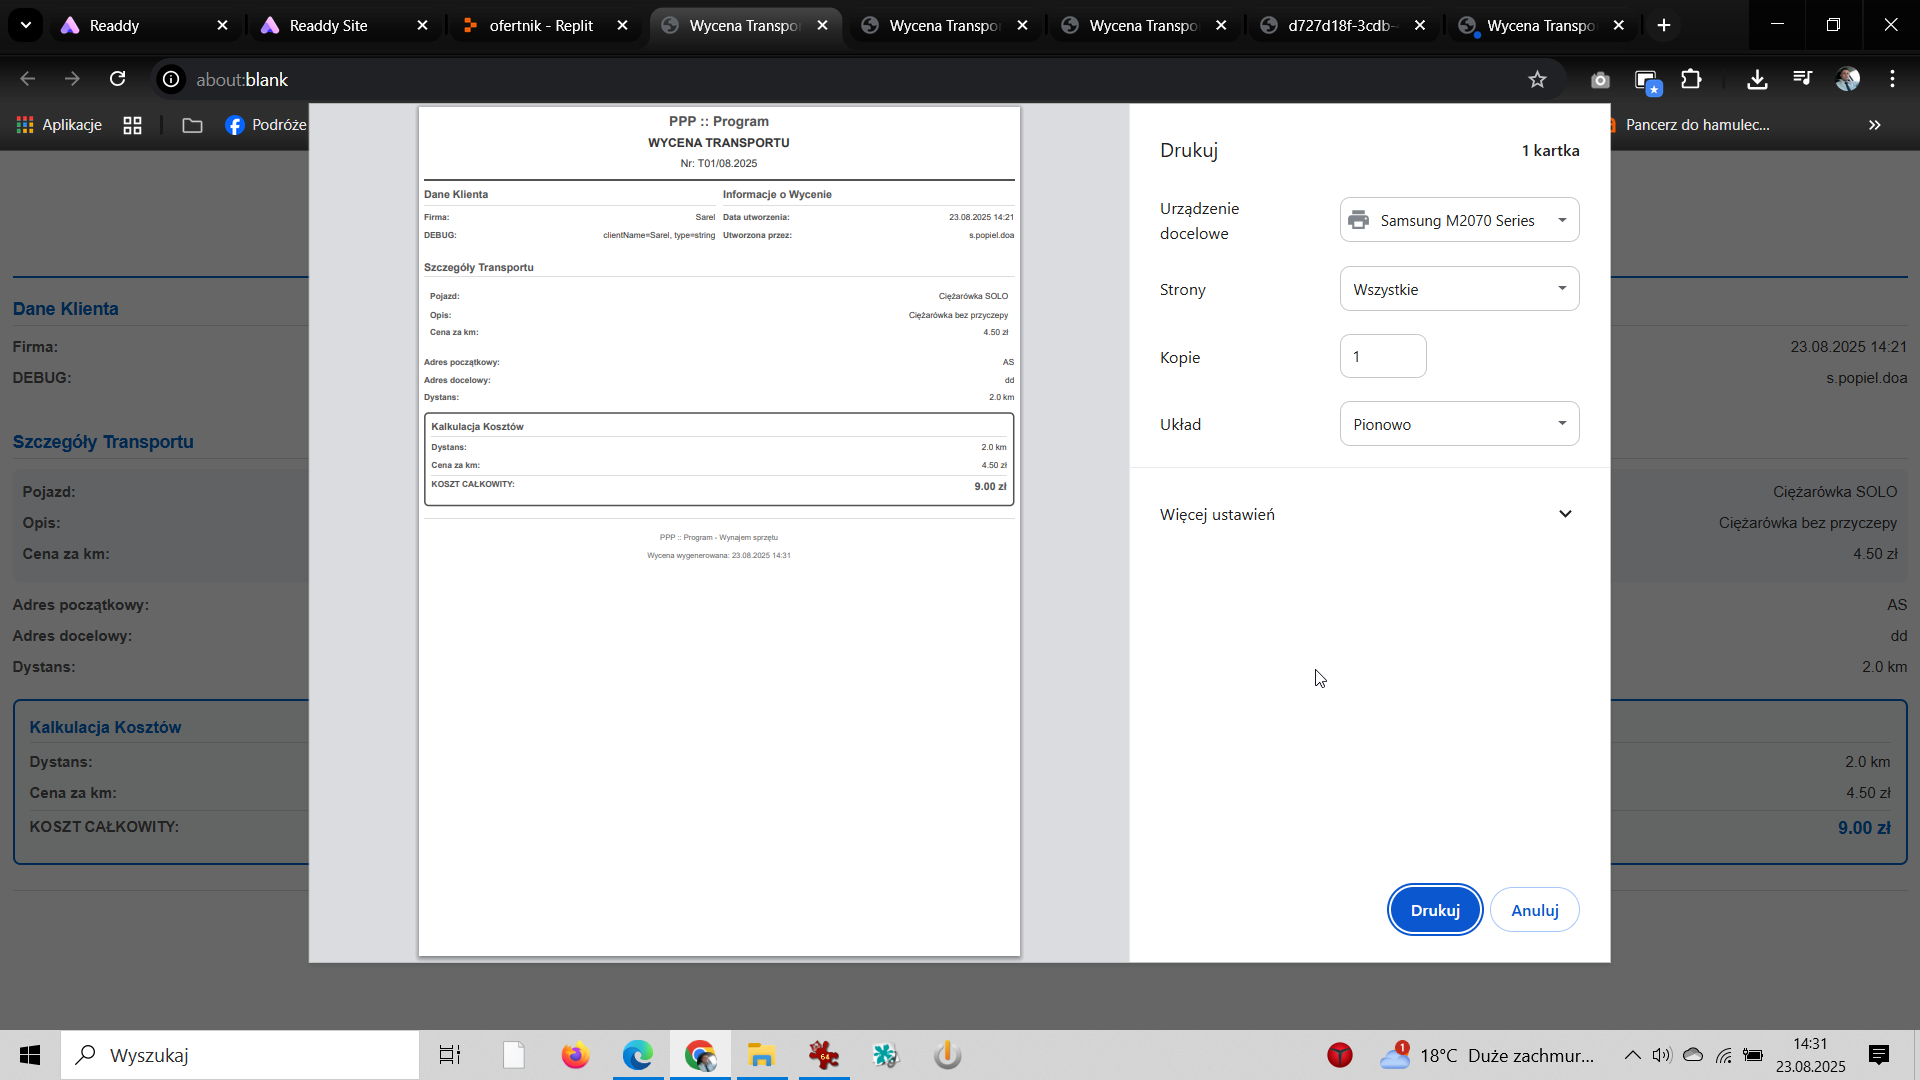 Readdy
Readdy Site
ofertnik - Replit
Wycena Transpor
Wycena Transpor
Wycena Transpo
d727d18f-3cdb-
Wycena Transpo
about:blank
Aplikacje
Podróże
Pancerz do hamulec...
PPP :: Program
WYCENA TRANSPORTU
Nr: T01/08.2025
Dane Klienta
Informacje o Wycenie
Firma: Sarel
Data utworzenia: 23.08.2025 14:21
DEBUG: clientName=Sarel, type=string
Utworzona przez: s.popiel.doa
Szczegóły Transportu
Pojazd: Ciężarówka SOLO
Opis: Ciężarówka bez przyczepy
Cena za km: 4.50 zł
Adres początkowy: AS
Adres docelowy: dd
Dystans: 2.0 km
Kalkulacja Kosztów
Dystans: 2.0 km
Cena za km: 4.50 zł
KOSZT CAŁKOWITY: 9.00 zł
PPP :: Program - Wynajem sprzętu
Wycena wygenerowana: 23.08.2025 14:31
Drukuj
1 kartka
Urządzenie docelowe
Samsung M2070 Series
Strony
Wszystkie
Kopie
1
Układ
Pionowo
Więcej ustawień
Drukuj
Anuluj
Dane Klienta
Firma:
23.08.2025 14:21
DEBUG:
s.popiel.doa
Szczegóły Transportu
Pojazd:
Ciężarówka SOLO
Opis:
Ciężarówka bez przyczepy
Cena za km:
4.50 zł
Adres początkowy:
AS
Adres docelowy:
dd
Dystans:
2.0 km
Kalkulacja Kosztów
Dystans:
2.0 km
Cena za km:
4.50 zł
KOSZT CAŁKOWITY:
9.00 zł
Wyszukaj
64
1
18°C Duże zachmur...
14:31
23.08.2025